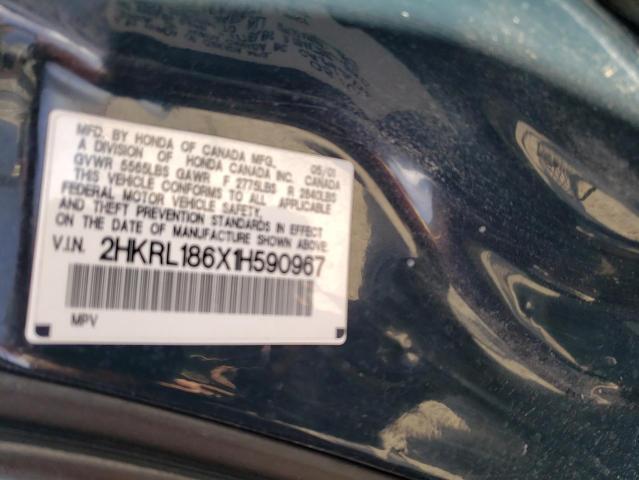 MFD. BY HONDA OF CANADA MFG. 05/01
A DIVISION OF HONDA CANADA INC. CANADA
GVWR 5565LBS GAWR F 2775LBS R 2840LBS
THIS VEHICLE CONFORMS TO ALL APPLICABLE
FEDERAL MOTOR VEHICLE SAFETY,
AND THEFT PREVENTION STANDARDS IN EFFECT
ON THE DATE OF MANUFACTURE SHOWN ABOVE.
V.I.N. 2HKRL186X1H590967
MPV